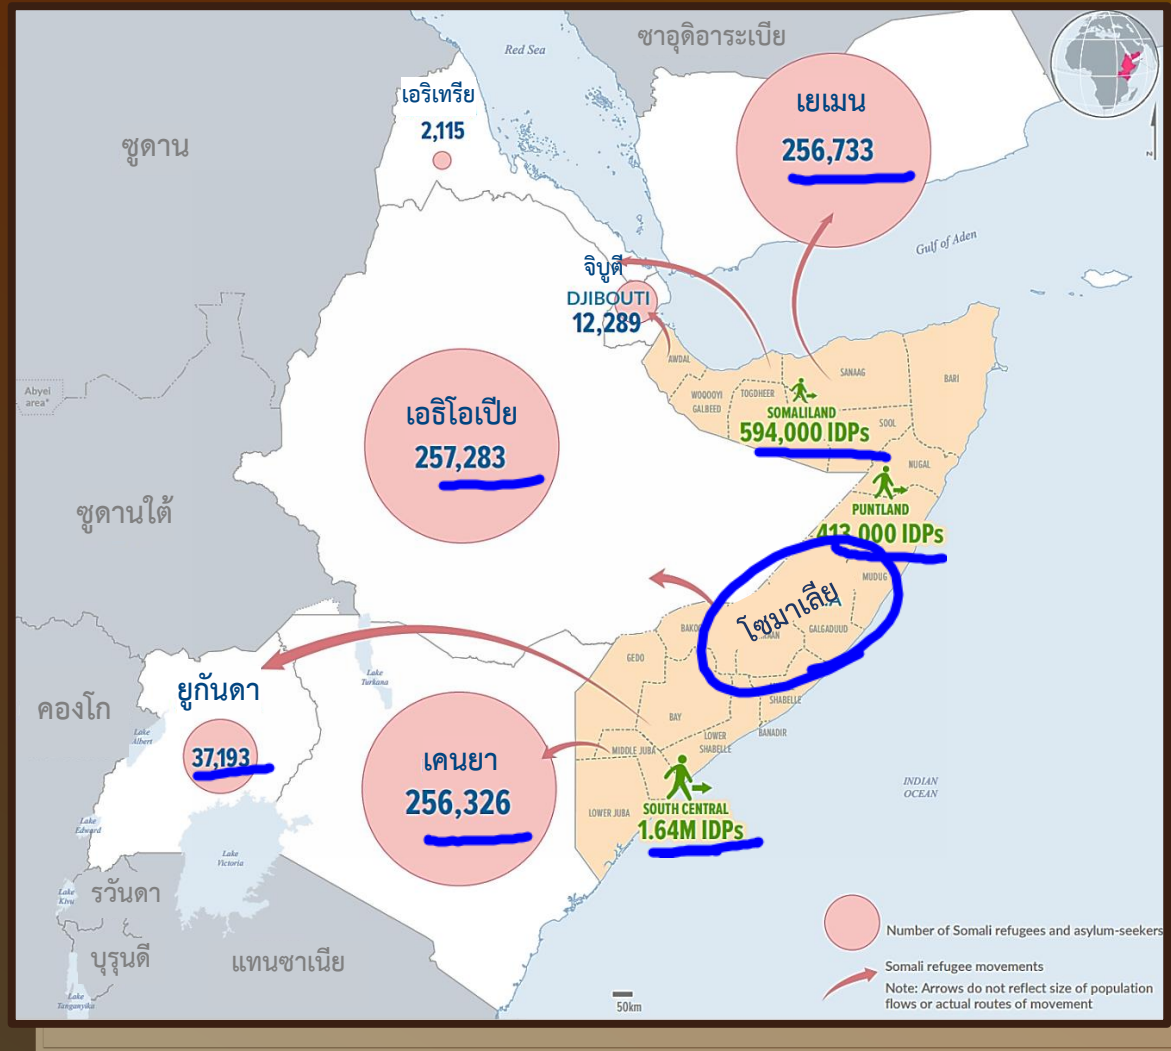 Red Sea
ซาอุดิอาระเบีย
เอริเทรีย
2,115
เยเมน
256,733
ซูดาน
N
Gulf of Aden
จิบูตี
DJIBOUTI
12,289
AWDAL
WOQOOYI
GALBEED
TOGDHEER
SANAAG
BARI
SOMALILAND
594,000 IDPs
SOOL
NUGAL
Abyei
area*
เอธิโอเปีย
257,283
ซูดานใต้
PUNTLAND
413,000 IDPs
MUDUG
โซมาเลีย
GALGADUUD
GEDO
SHABELLE
BAY
BANADIR
LOWER
SHABELLE
MIDDLE JUBA
LOWER JUBA
SOUTH CENTRAL
1.64M IDPs
Lake
Turkana
ยูกันดา
37,193
คองโก
Lake
Albert
เคนยา
256,326
INDIAN
OCEAN
Lake
Edward
Lake
Victoria
Lake
Kivu
รวันดา
บุรุนดี
แทนซาเนีย
Lake
Tanganyika
50km
Number of Somali refugees and asylum-seekers
Somali refugee movements
Note: Arrows do not reflect size of population
flows or actual routes of movement